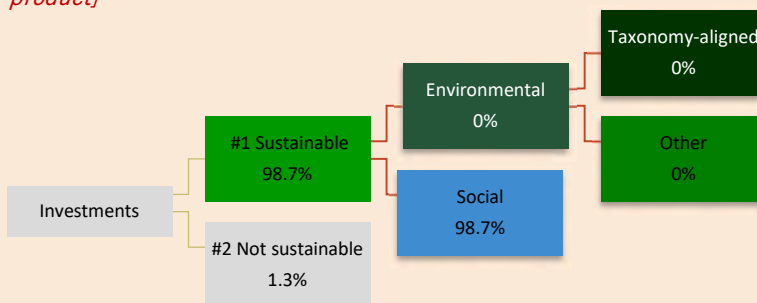 product]
Taxonomy-aligned
0%
Environmental
0%
#1 Sustainable
98.7%
Other
0%
Social
98.7%
Investments
#2 Not sustainable
1.3%